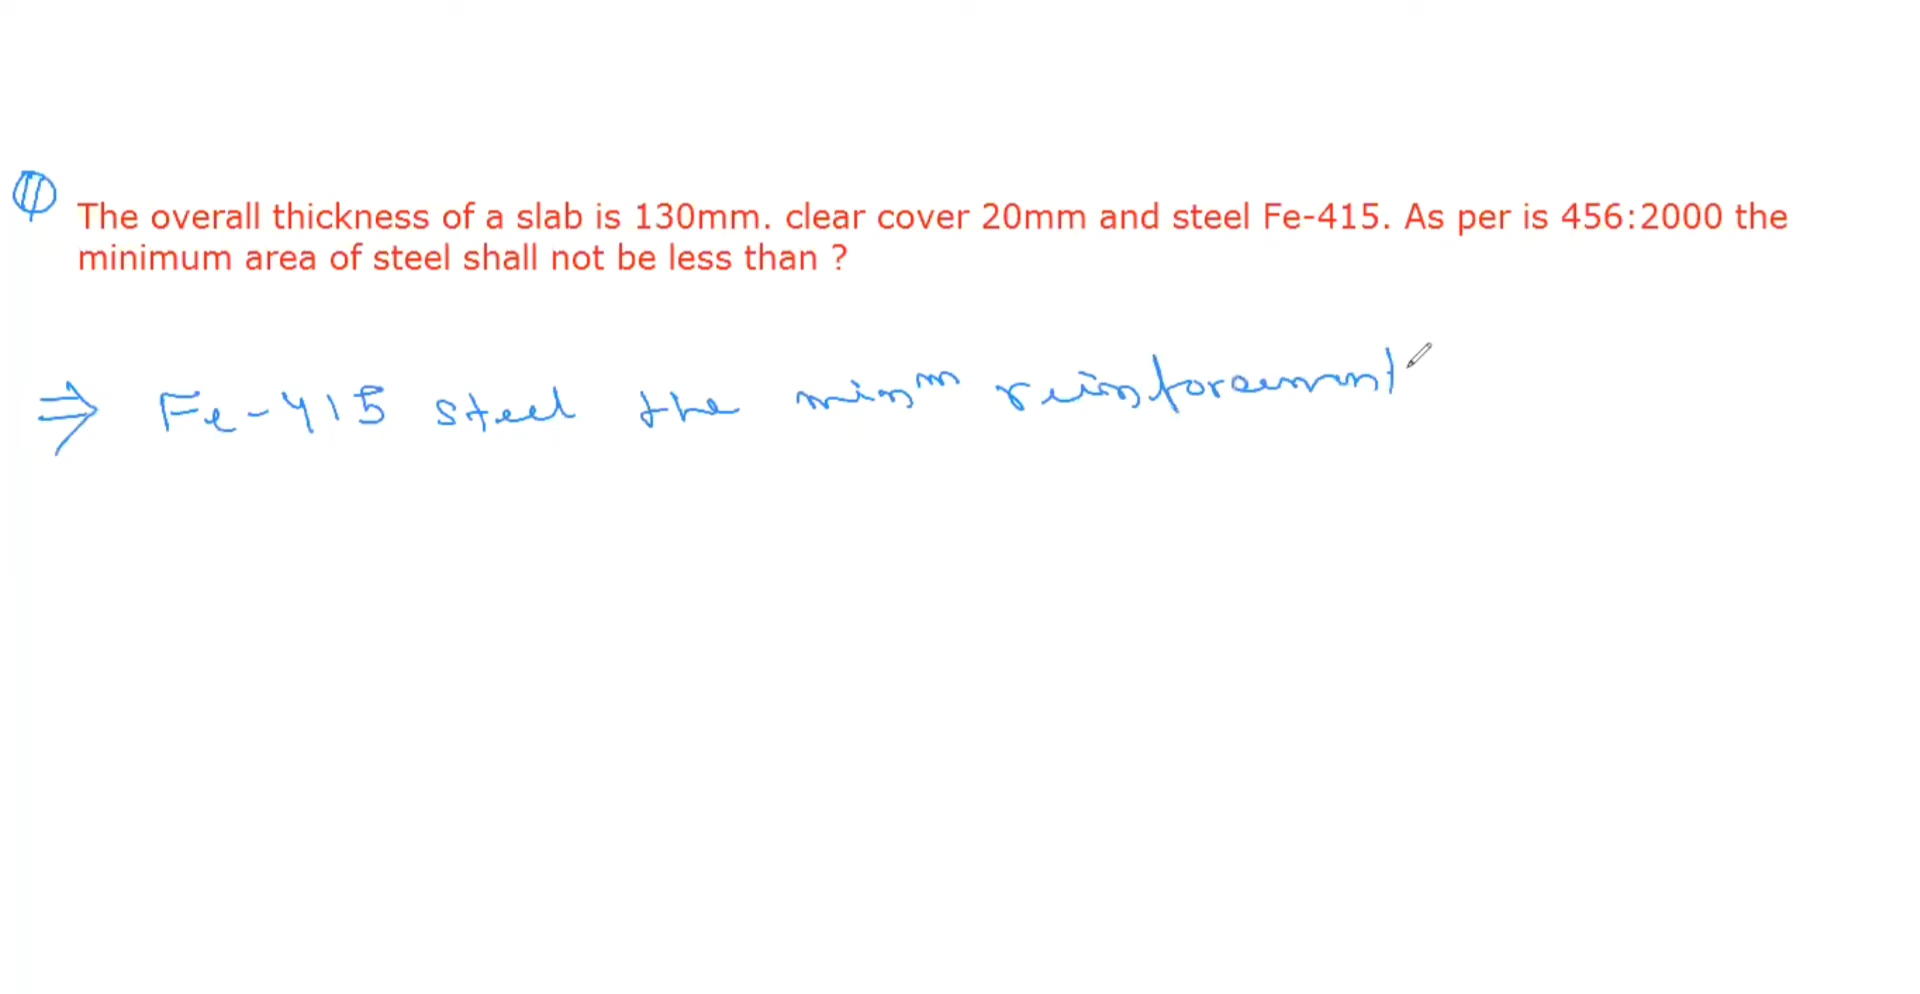 11
The overall thickness of a slab is 130mm. clear cover 20mm and steel Fe-415. As per is 456:2000 the
minimum area of steel shall not be less than ?
⇒ Fe-415 steel the minᵐ reinforcement